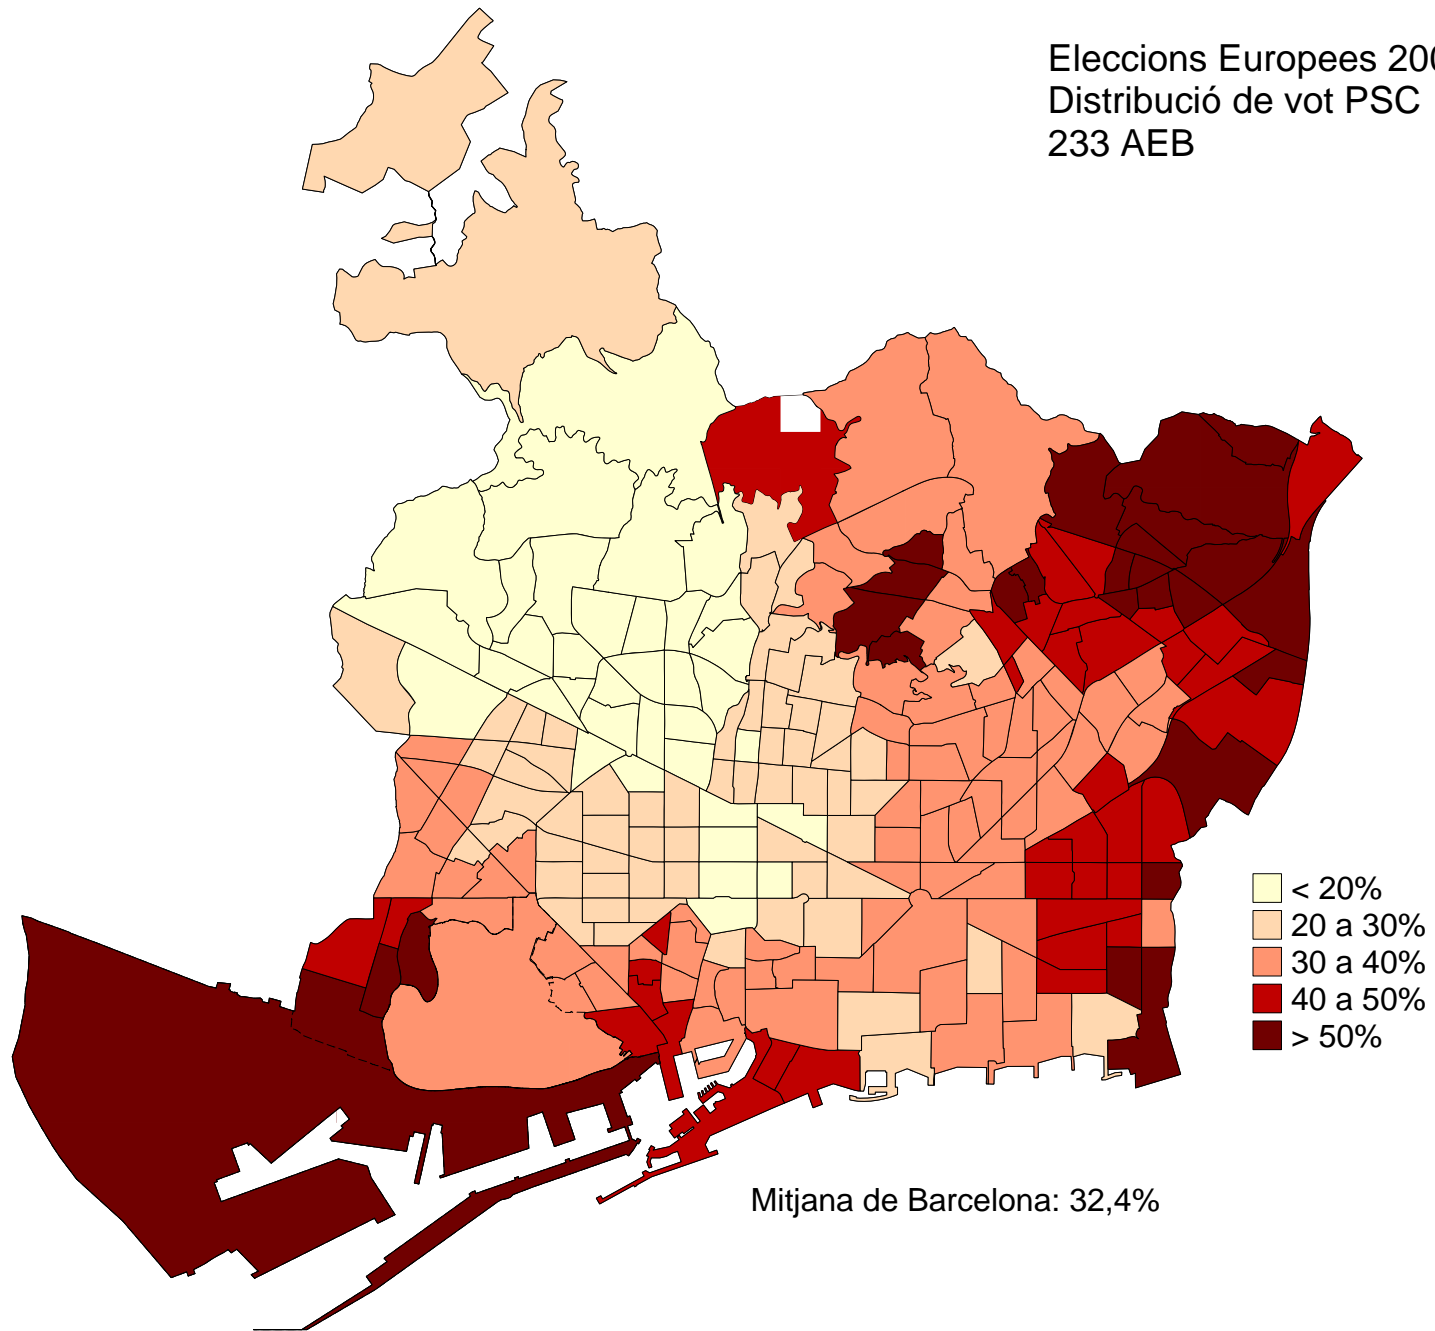 Eleccions Europees 200
Distribució de vot PSC
233 AEB
< 20%
20 a 30%
30 a 40%
40 a 50%
> 50%
Mitjana de Barcelona: 32,4%